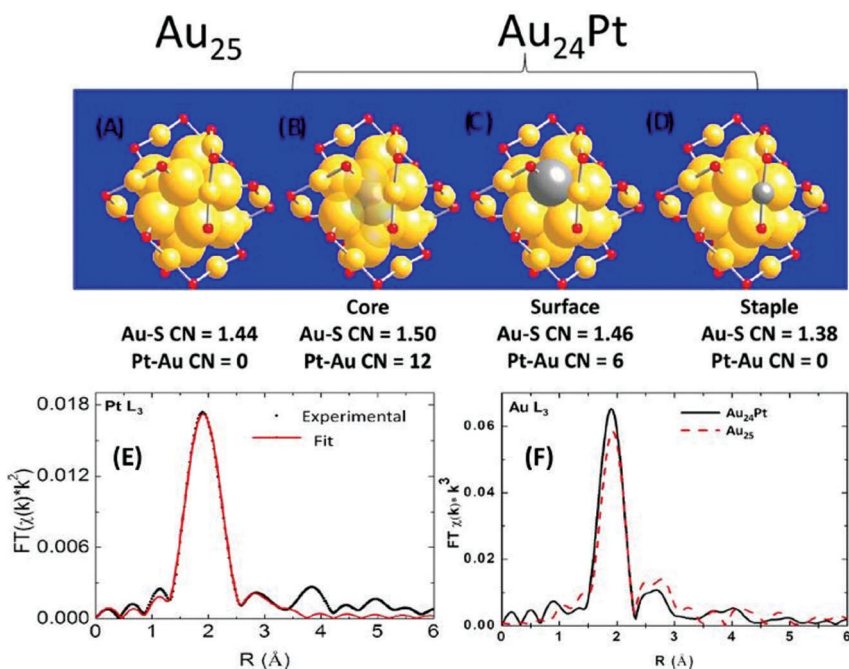 Au₂₅ Au₂₄Pt
(A) (B) (C) (D)
Core Surface Staple
Au-S CN = 1.44 Au-S CN = 1.50 Au-S CN = 1.46 Au-S CN = 1.38
Pt-Au CN = 0 Pt-Au CN = 12 Pt-Au CN = 6 Pt-Au CN = 0
Pt L₃
Experimental
Fit
(E)
FT(χ(k)*k²)
0.018
0.012
0.006
0.000
0 1 2 3 4 5 6
R (Å)
Au L₃
Au₂₄Pt
Au₂₅
(F)
FT χ(k)* k³
0.06
0.04
0.02
0.00
0 1 2 3 4 5 6
R (Å)